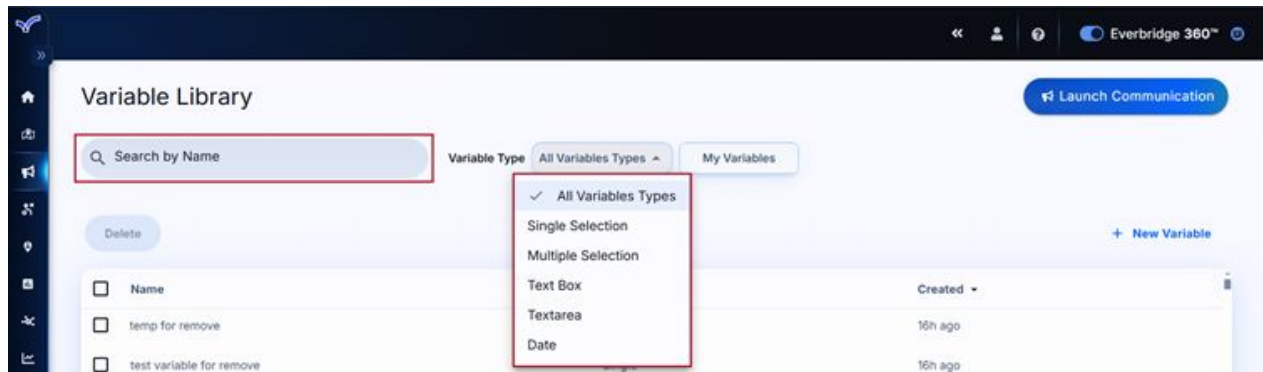 Everbridge 360™
Variable Library
Launch Communication
Search by Name
Variable Type
All Variables Types
My Variables
All Variables Types
Single Selection
Multiple Selection
Text Box
Textarea
Date
Delete
+ New Variable
Name
Created
temp for remove
16h ago
test variable for remove
16h ago